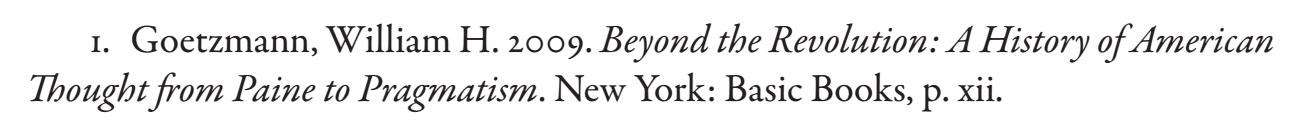 1. Goetzmann, William H. 2009. Beyond the Revolution: A History of American
Thought from Paine to Pragmatism. New York: Basic Books, p. xii.